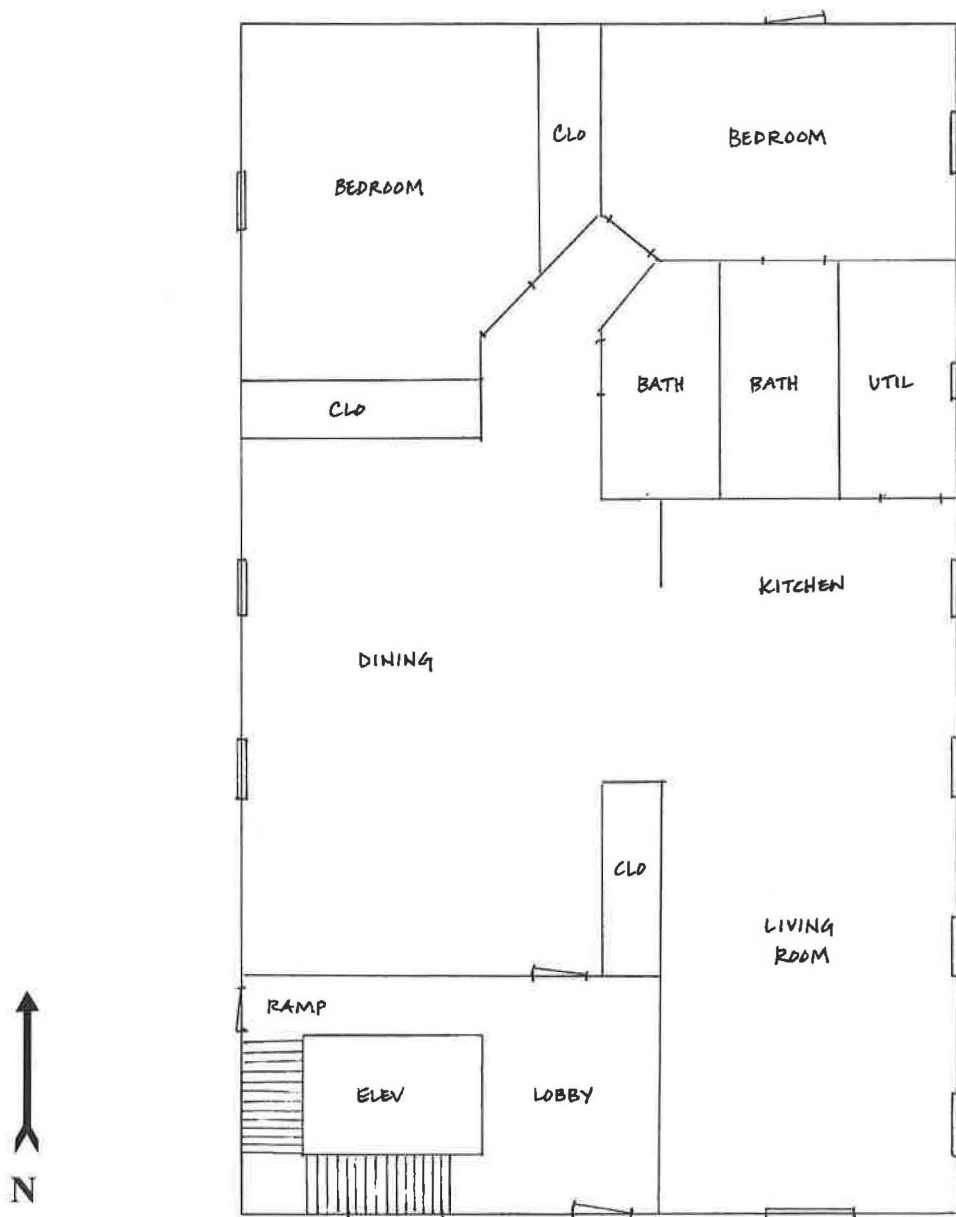 CLO
BEDROOM
BEDROOM
CLO
BATH
BATH
UTIL
KITCHEN
DINING
CLO
LIVING
ROOM
RAMP
ELEV
LOBBY
N